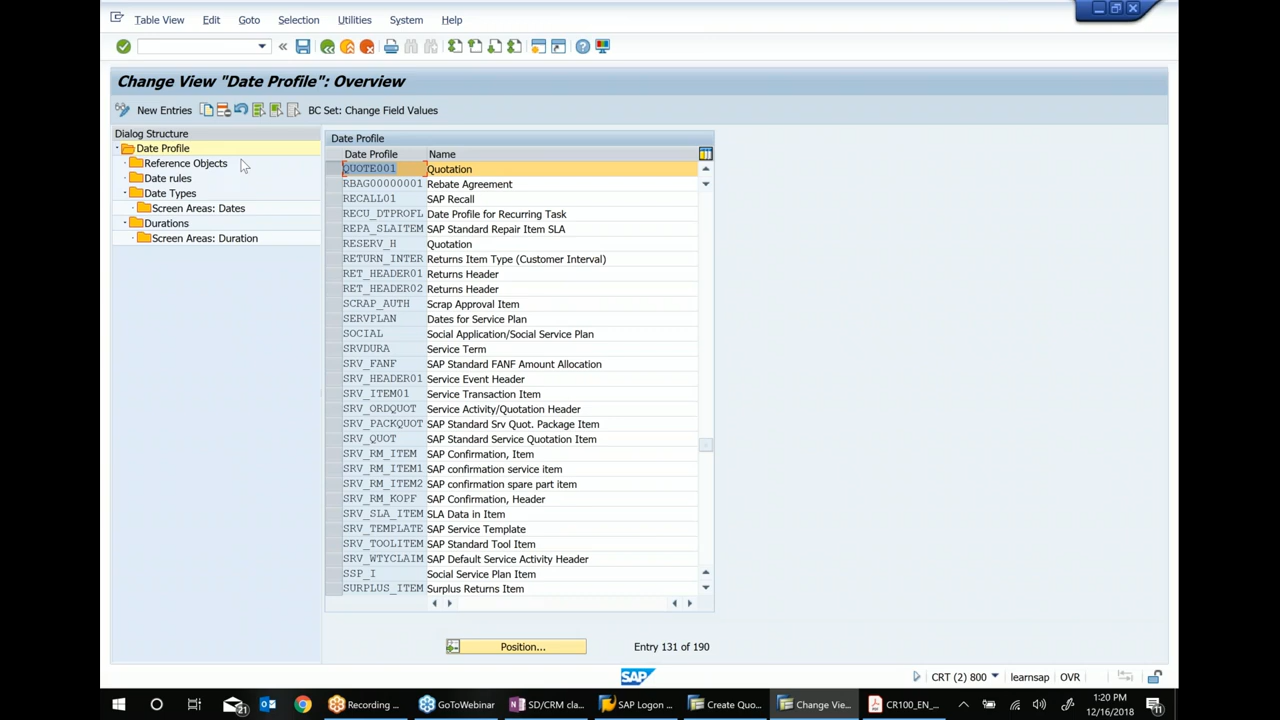 Table View Edit Goto Selection Utilities System Help
Change View "Date Profile": Overview
New Entries BC Set: Change Field Values
Dialog Structure
Date Profile
Reference Objects
Date rules
Date Types
Screen Areas: Dates
Durations
Screen Areas: Duration
Date Profile
Date Profile Name
QUOTE001 Quotation
RBAG00000001 Rebate Agreement
RECALL01 SAP Recall
RECU_DTPROFL Date Profile for Recurring Task
REPA_SLAITEM SAP Standard Repair Item SLA
RESERV_H Quotation
RETURN_INTER Returns Item Type (Customer Interval)
RET_HEADER01 Returns Header
RET_HEADER02 Returns Header
SCRAP_AUTH Scrap Approval Item
SERVPLAN Dates for Service Plan
SOCIAL Social Application/Social Service Plan
SRVDURA Service Term
SRV_FANF SAP Standard FANF Amount Allocation
SRV_HEADER01 Service Event Header
SRV_ITEM01 Service Transaction Item
SRV_ORDQUOT Service Activity/Quotation Header
SRV_PACKQUOT SAP Standard Srv Quot. Package Item
SRV_QUOT SAP Standard Service Quotation Item
SRV_RM_ITEM SAP Confirmation, Item
SRV_RM_ITEM1 SAP confirmation service item
SRV_RM_ITEM2 SAP confirmation spare part item
SRV_RM_KOPF SAP Confirmation, Header
SRV_SLA_ITEM SLA Data in Item
SRV_TEMPLATE SAP Service Template
SRV_TOOLITEM SAP Standard Tool Item
SRV_WTYCLAIM SAP Default Service Activity Header
SSP_I Social Service Plan Item
SURPLUS_ITEM Surplus Returns Item
Position... Entry 131 of 190
SAP CRT (2) 800 learnsap OVR
21 Recording ... GoToWebinar SD/CRM cla... SAP Logon ... Create Quo... Change Vie... CR100_EN_... 1:20 PM
12/16/2018 11